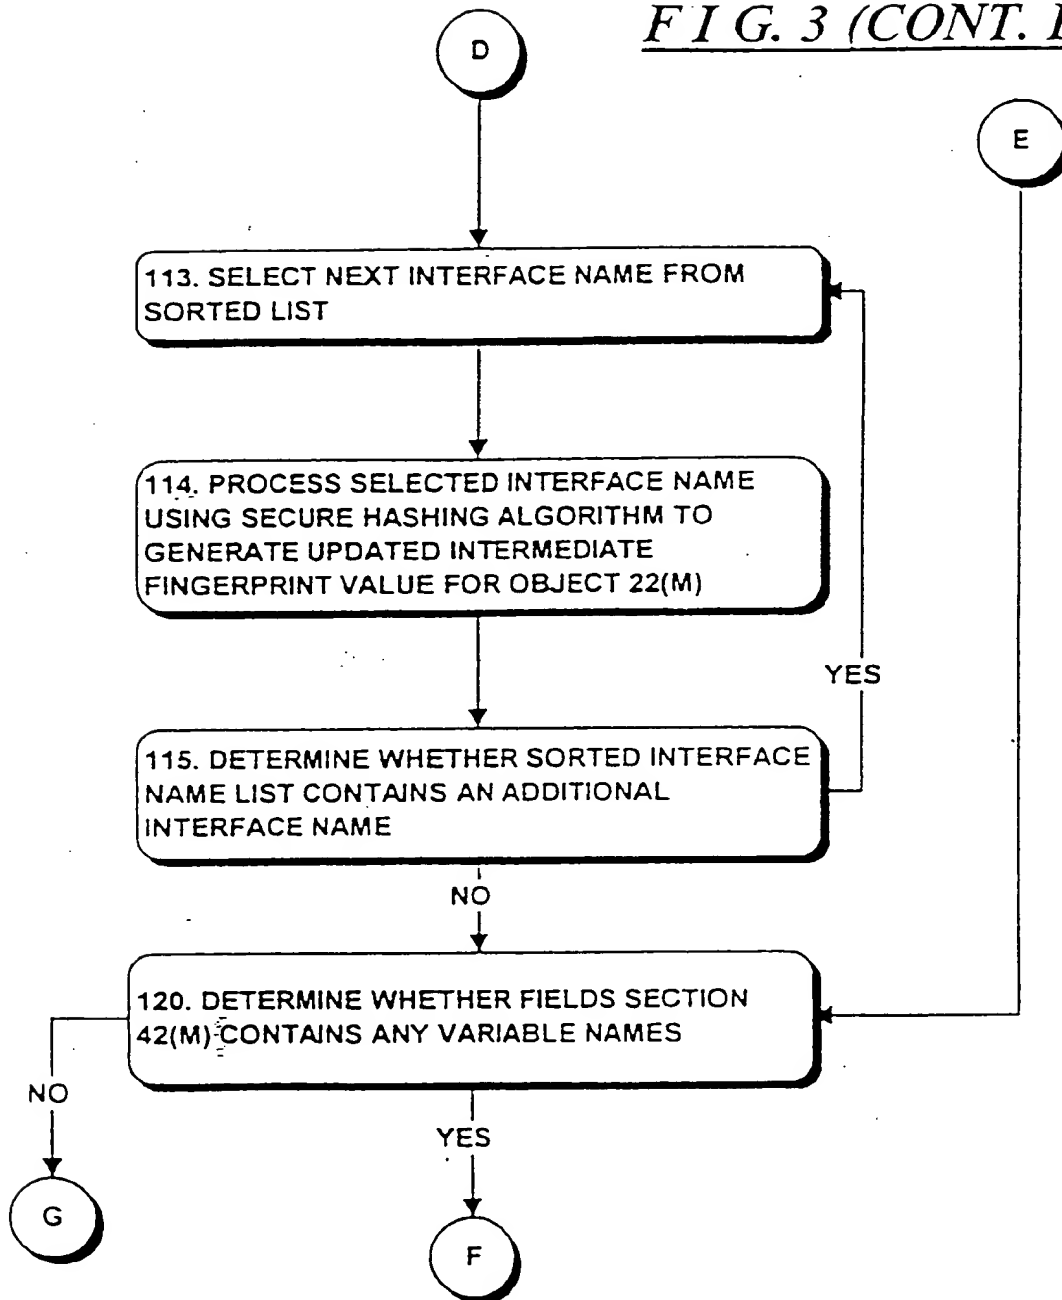 F I G. 3 (CONT.
D
E
113. SELECT NEXT INTERFACE NAME FROM
SORTED LIST
114. PROCESS SELECTED INTERFACE NAME
USING SECURE HASHING ALGORITHM TO
GENERATE UPDATED INTERMEDIATE
FINGERPRINT VALUE FOR OBJECT 22(M)
YES
115. DETERMINE WHETHER SORTED INTERFACE
NAME LIST CONTAINS AN ADDITIONAL
INTERFACE NAME
NO
120. DETERMINE WHETHER FIELDS SECTION
42(M) CONTAINS ANY VARIABLE NAMES
NO
YES
G
F